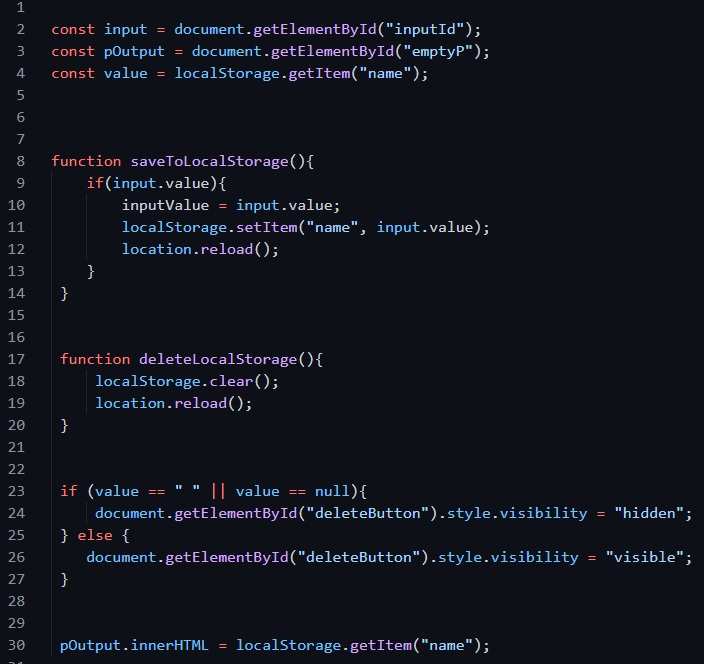 1
2 const input = document.getElementById("inputId");
3 const pOutput = document.getElementById("emptyP");
4 const value = localStorage.getItem("name");
5
6
7
8 function saveToLocalStorage(){
9 if(input.value){
10 inputValue = input.value;
11 localStorage.setItem("name", input.value);
12 location.reload();
13 }
14 }
15
16
17 function deleteLocalStorage(){
18 localStorage.clear();
19 location.reload();
20 }
21
22
23 if (value == " " || value == null){
24 document.getElementById("deleteButton").style.visibility = "hidden";
25 } else {
26 document.getElementById("deleteButton").style.visibility = "visible";
27 }
28
29
30 pOutput.innerHTML = localStorage.getItem("name");